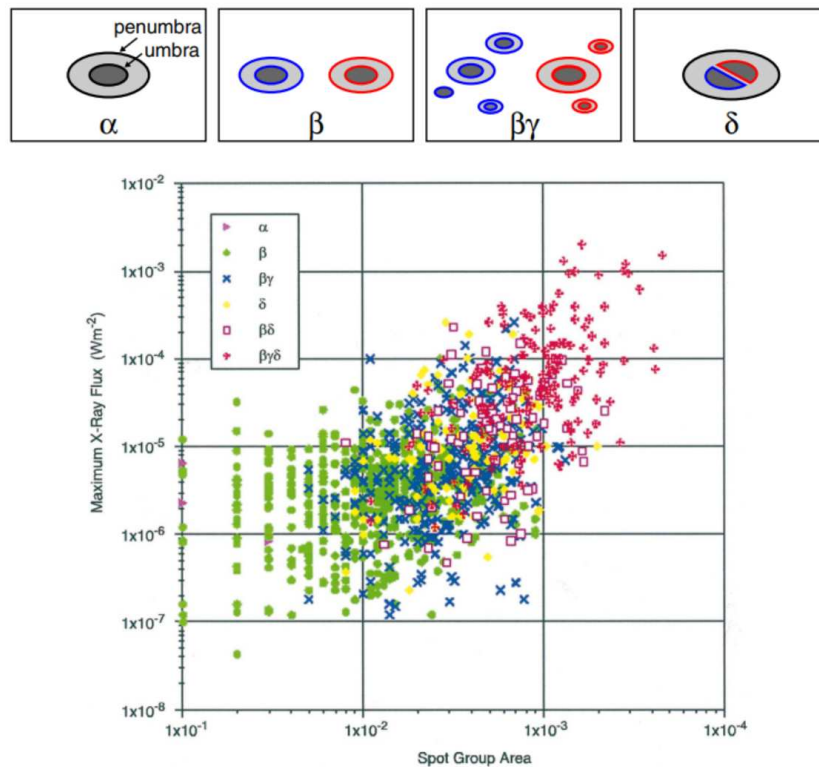 penumbra
umbra
α
β
βγ
δ
1x10⁻²
1x10⁻³
1x10⁻⁴
1x10⁻⁵
1x10⁻⁶
1x10⁻⁷
1x10⁻⁸
Maximum X-Ray Flux (Wm⁻²)
α
β
βγ
δ
βδ
βγδ
1x10⁻¹
1x10⁻²
1x10⁻³
1x10⁻⁴
Spot Group Area